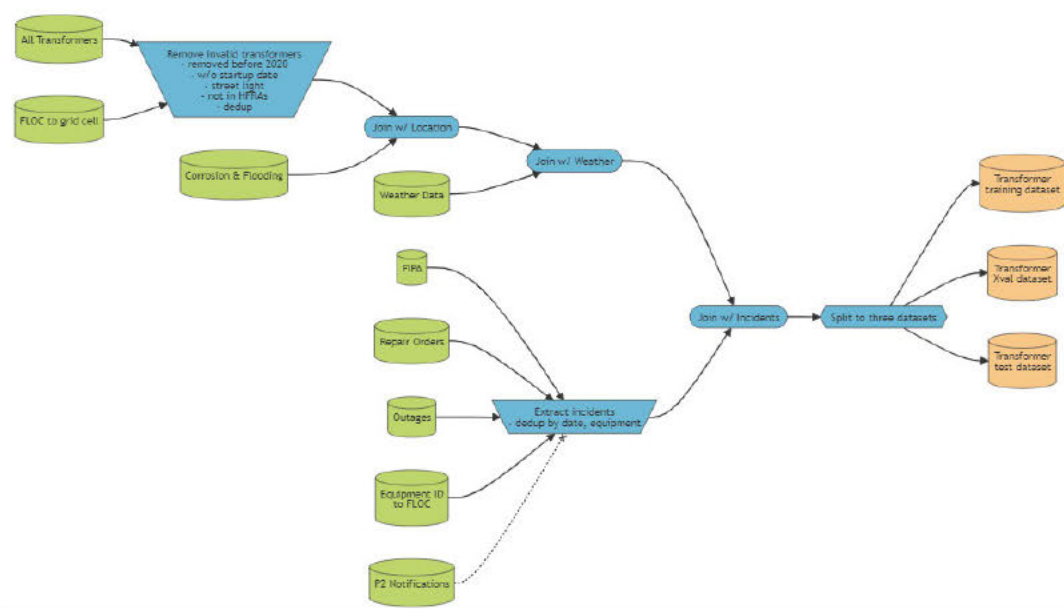 All Transformers
Remove invalid transformers
- removed before 2020
- w/o startup date
- street light
- not in HFRAs
- dedup
FLOC to grid cell
Join w/ Location
Corrosion & Flooding
Join w/ Weather
Weather Data
Transformer
training dataset
FIPA
Transformer
Xval dataset
Join w/ Incidents
Split to three datasets
Repair Orders
Transformer
test dataset
Outages
Extract incidents
- dedup by date, equipment
Equipment ID
to FLOC
P2 Notifications